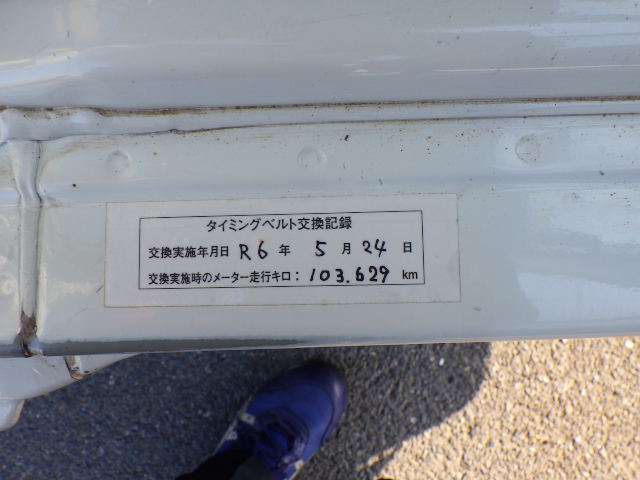 タイミングベルト交換記録
交換実施年月日 R6 年 5 月 24 日
交換実施時のメーター走行キロ：103.629 km